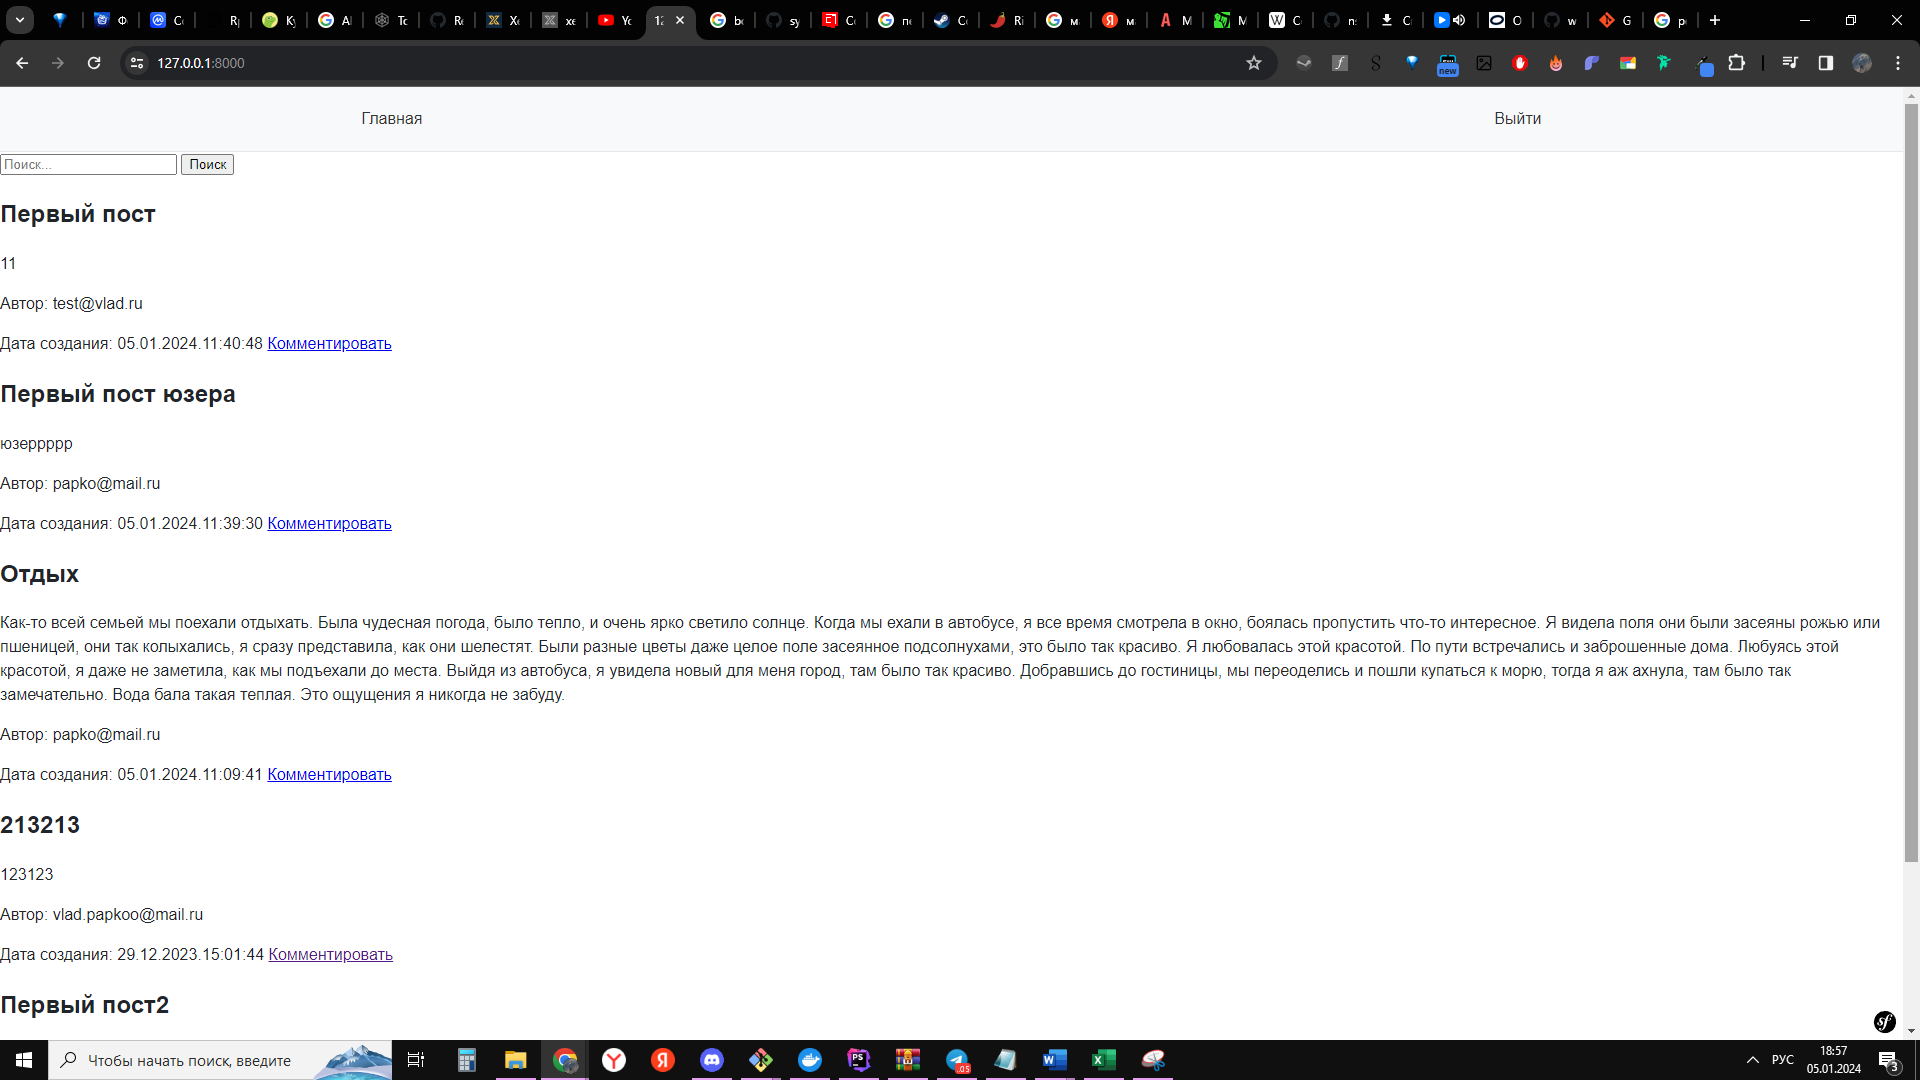 127.0.0.1:8000
new
Главная
Выйти
Поиск...
Поиск
Первый пост
11
Автор: test@vlad.ru
Дата создания: 05.01.2024.11:40:48 Комментировать
Первый пост юзера
юзерpppp
Автор: papko@mail.ru
Дата создания: 05.01.2024.11:39:30 Комментировать
Отдых
Как-то всей семьей мы поехали отдыхать. Была чудесная погода, было тепло, и очень ярко светило солнце. Когда мы ехали в автобусе, я все время смотрела в окно, боялась пропустить что-то интересное. Я видела поля они были засеяны рожью или
пшеницей, они так колыхались, я сразу представила, как они шелестят. Были разные цветы даже целое поле засеянное подсолнухами, это было так красиво. Я любовалась этой красотой. По пути встречались и заброшенные дома. Любуясь этой
красотой, я даже не заметила, как мы подъехали до места. Выйдя из автобуса, я увидела новый для меня город, там было так красиво. Добравшись до гостиницы, мы переоделись и пошли купаться к морю, тогда я аж ахнула, там было так
замечательно. Вода бала такая теплая. Это ощущения я никогда не забуду.
Автор: papko@mail.ru
Дата создания: 05.01.2024.11:09:41 Комментировать
213213
123123
Автор: vlad.papkoo@mail.ru
Дата создания: 29.12.2023.15:01:44 Комментировать
Первый пост2
Чтобы начать поиск, введите
РУС
18:57
05.01.2024
3